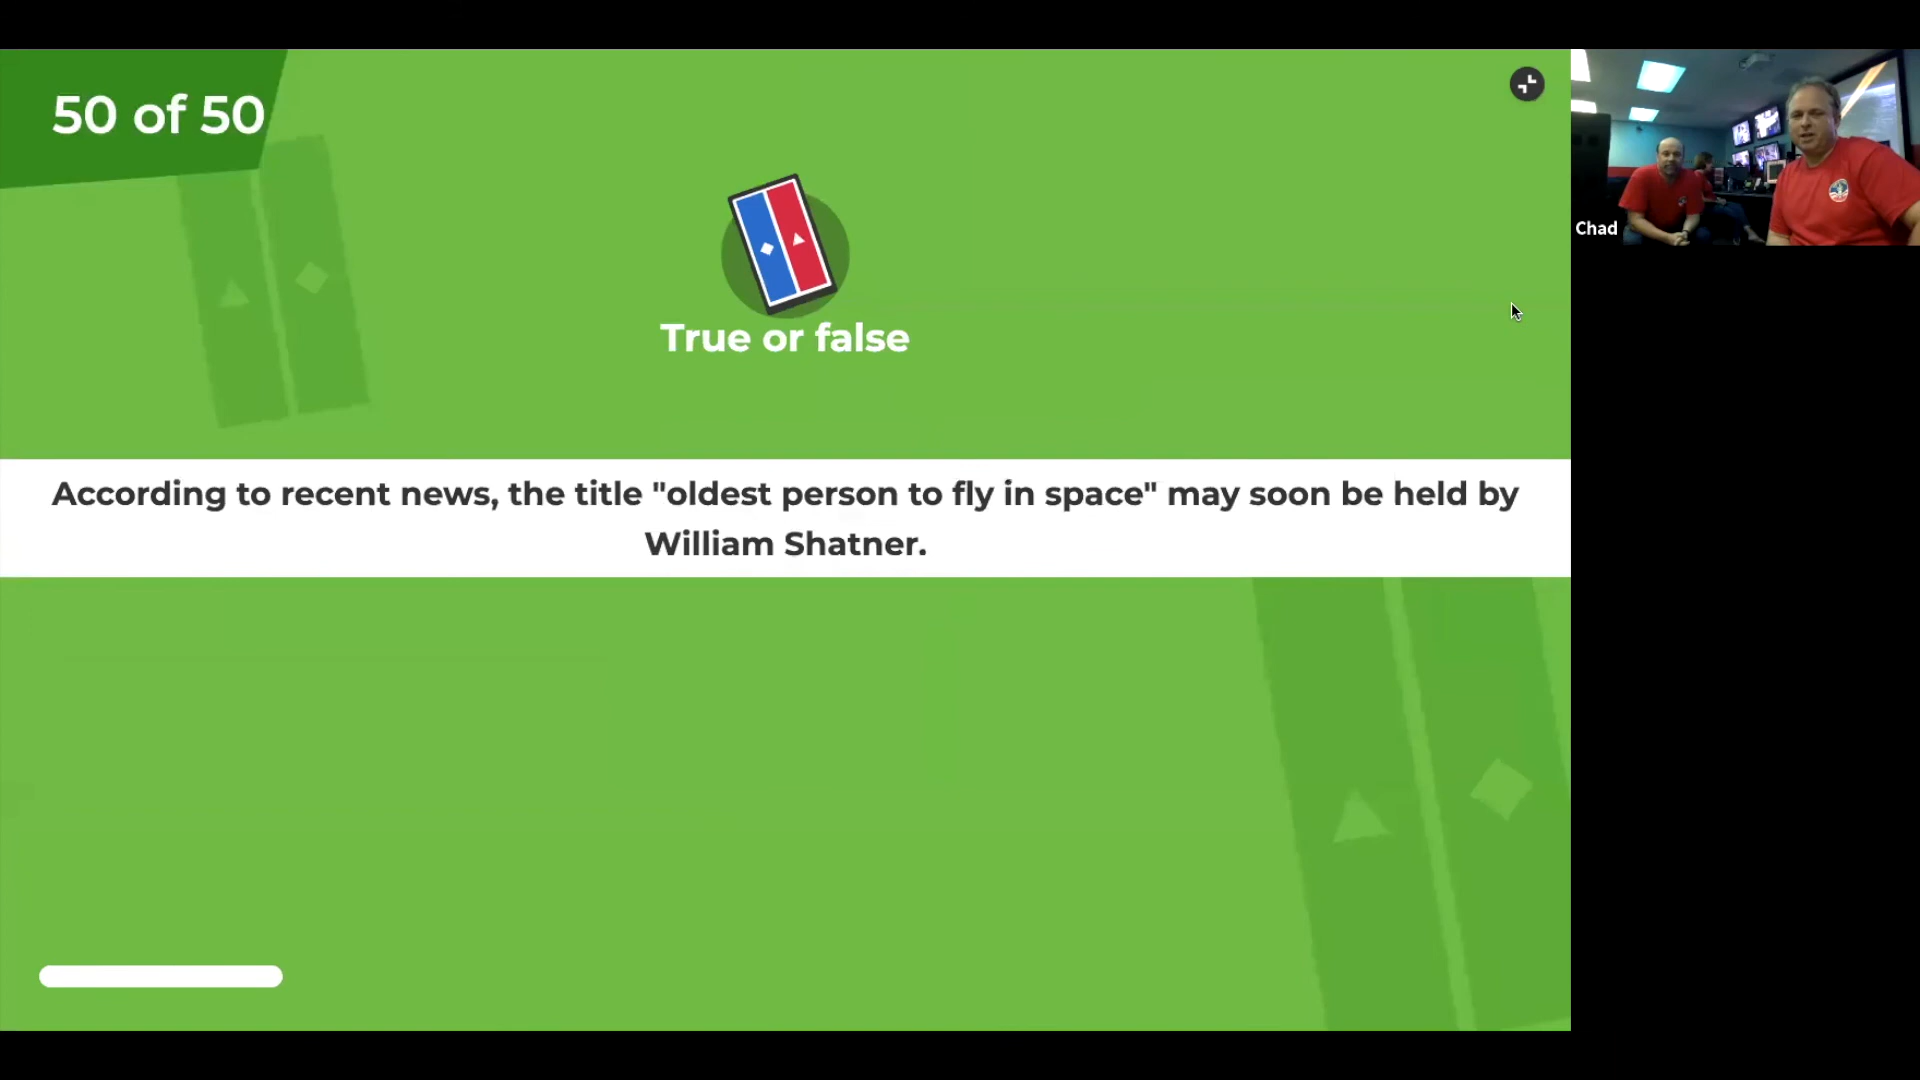 50 of 50
True or false
According to recent news, the title "oldest person to fly in space" may soon be held by
William Shatner.
Chad